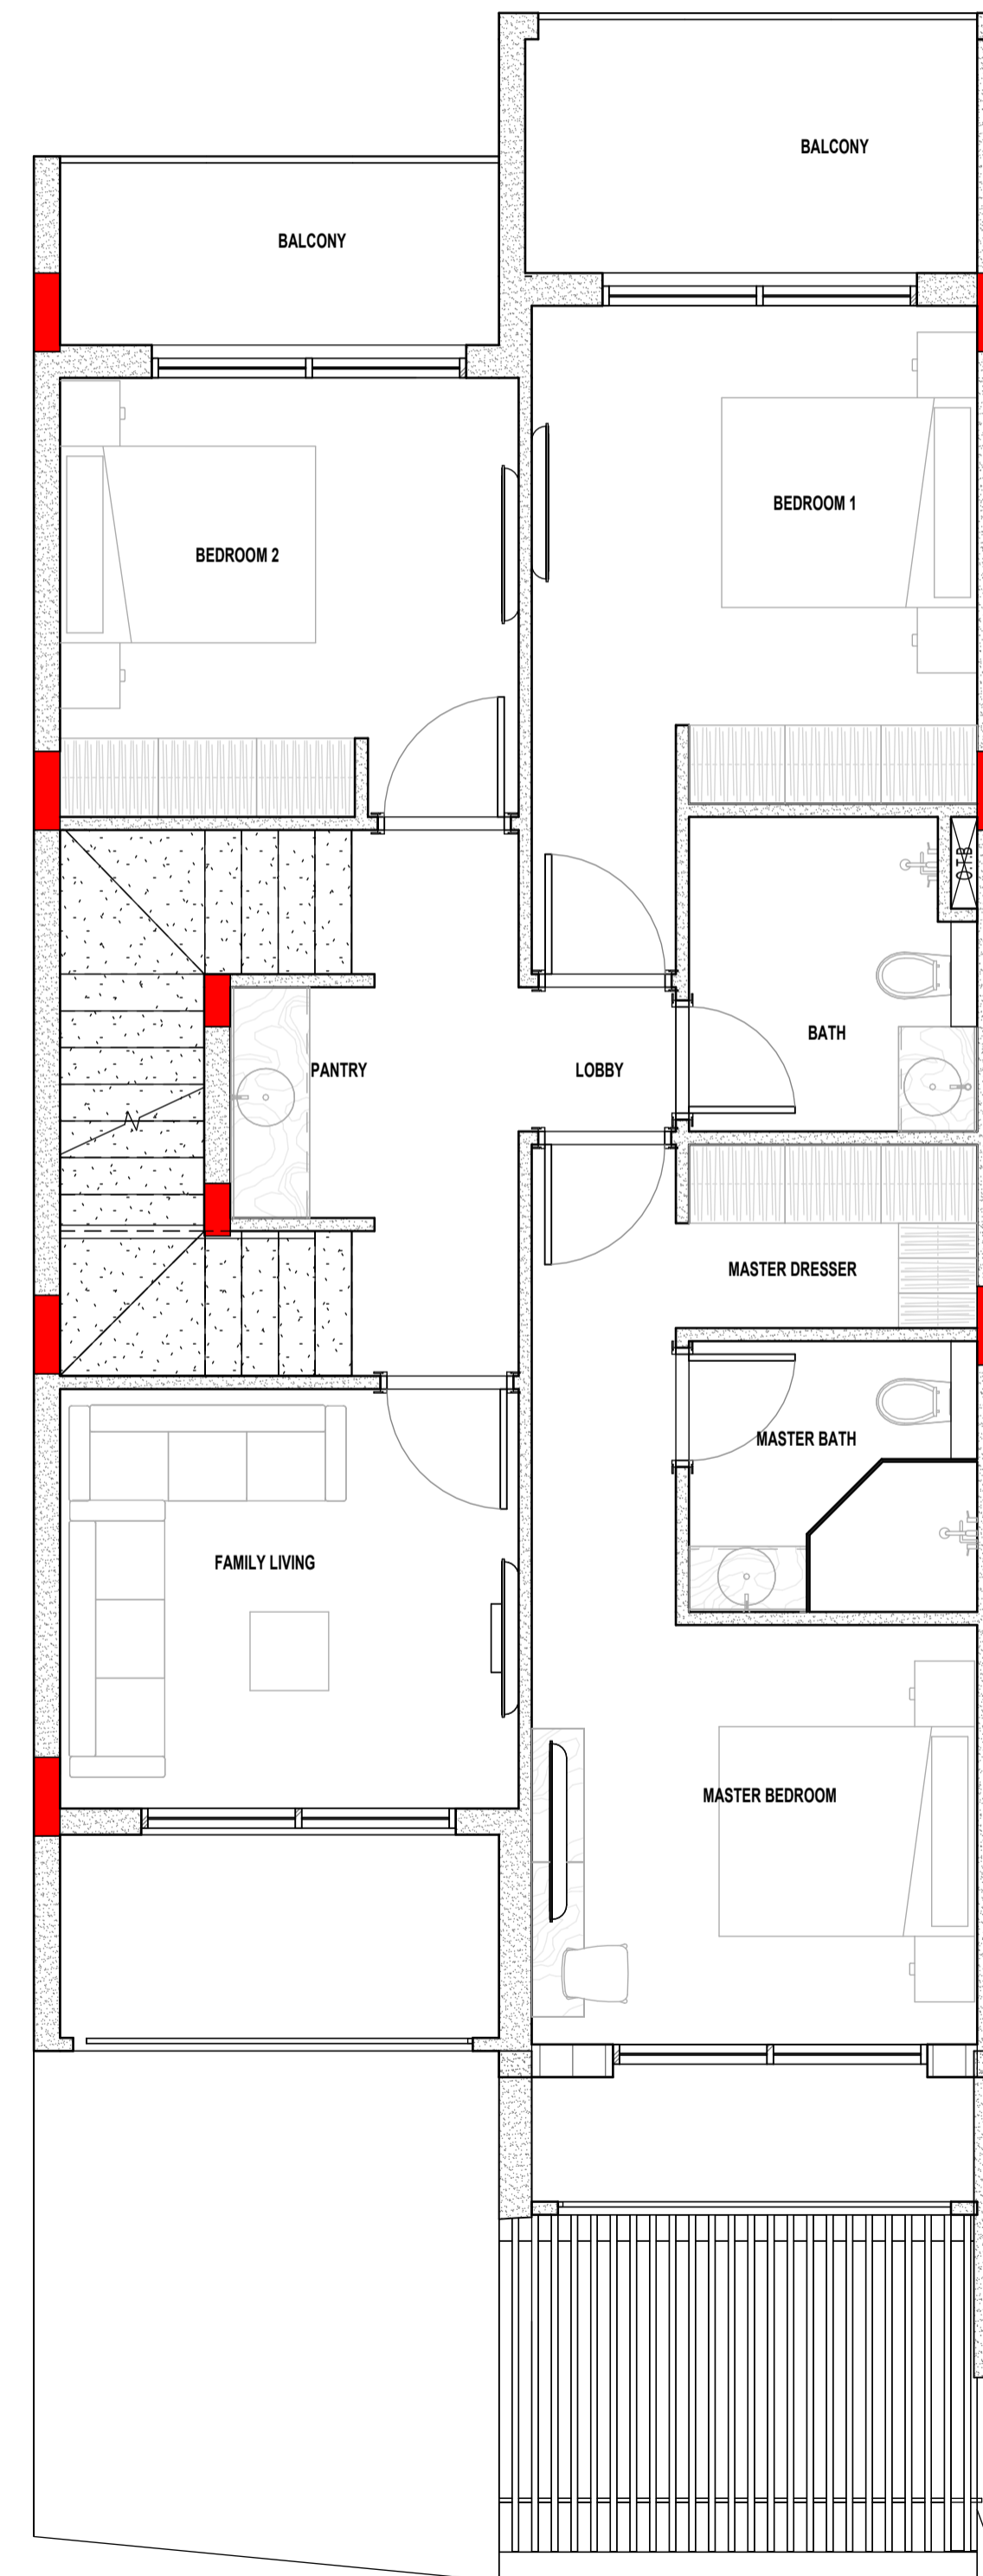 BALCONY
BALCONY
BEDROOM 1
BEDROOM 2
O.T.B
BATH
PANTRY
LOBBY
MASTER DRESSER
MASTER BATH
FAMILY LIVING
MASTER BEDROOM